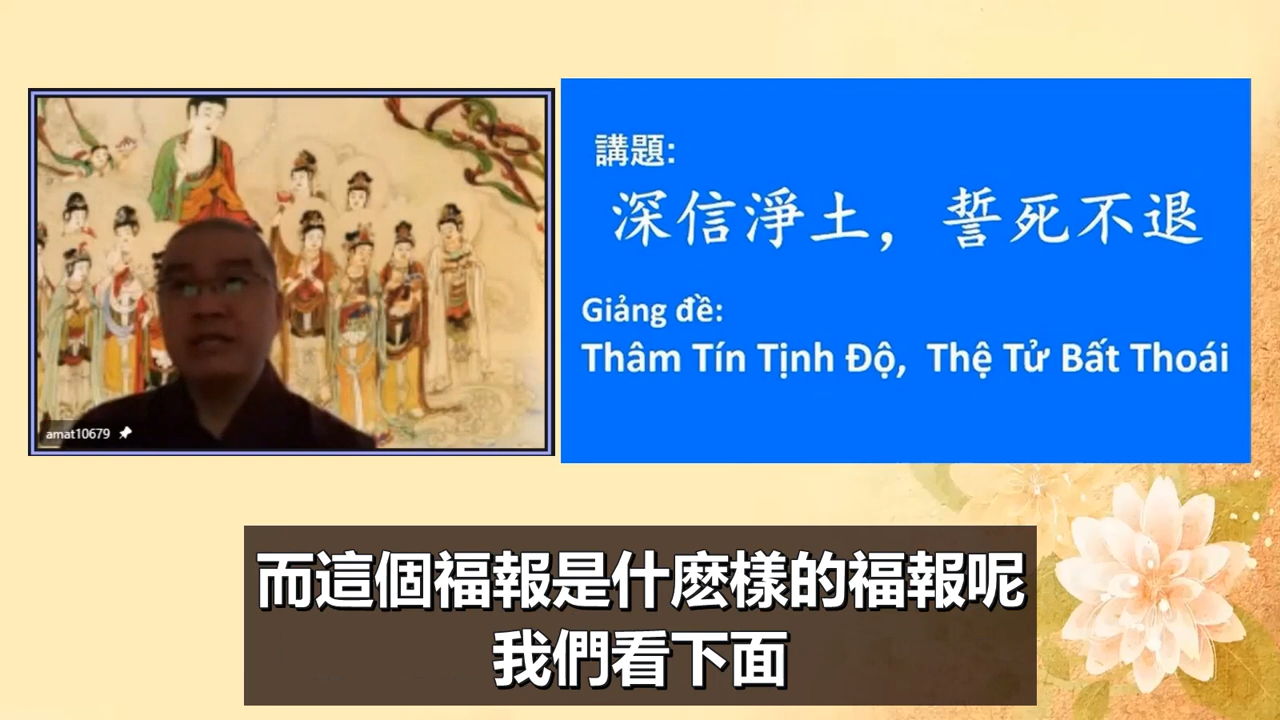 講題:
深信淨土，誓死不退
Giảng đề:
Thâm Tín Tịnh Độ, Thệ Tử Bất Thoái
amat10679
而這個福報是什麽樣的福報呢
我們看下面